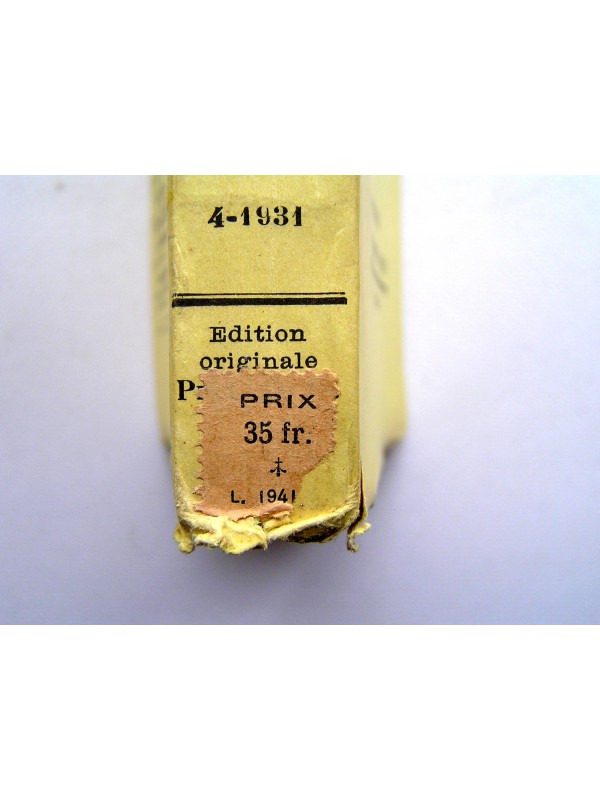 4-1931
Edition
originale
PRIX
35 fr.
L. 1941